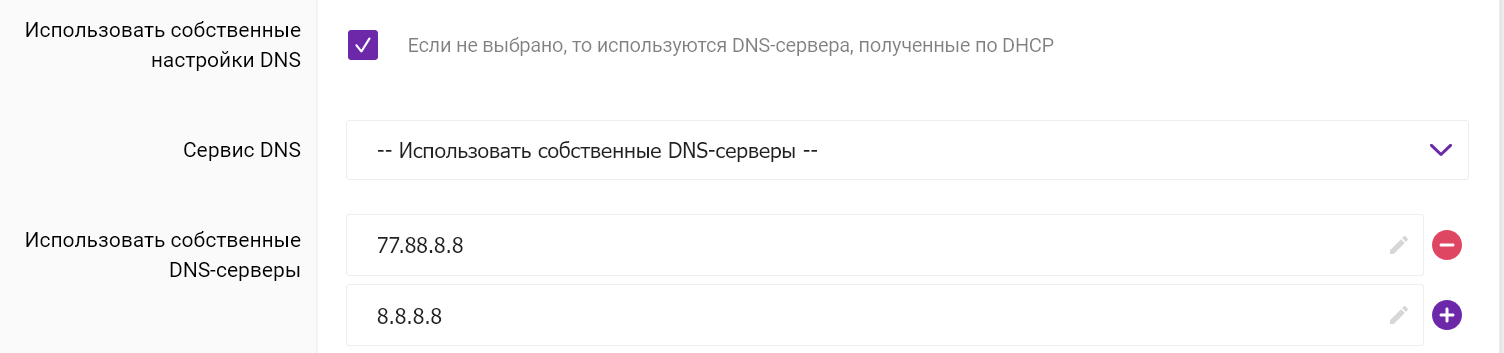 Использовать собственные
настройки DNS
Если не выбрано, то используются DNS-сервера, полученные по DHCP
Сервис DNS
-- Использовать собственные DNS-серверы --
Использовать собственные
DNS-серверы
77.88.8.8
8.8.8.8